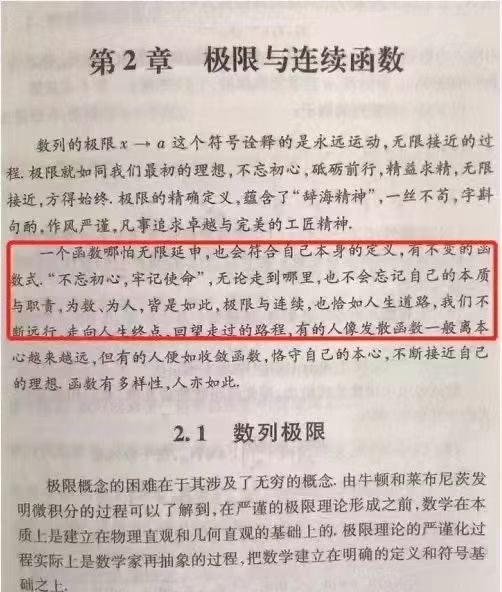 第2章 极限与连续函数
数列的极限 x → a 这个符号诠释的是永远运动,无限接近的过
程.极限就如同我们最初的理想,不忘初心,砥砺前行,精益求精,无限
接近,方得始终.极限的精确定义,蕴含了“辞海精神”,一丝不苟,字斟
句酌,作风严谨,凡事追求卓越与完美的工匠精神.
一个函数哪怕无限延申,也会符合自己本身的定义,有不变的函
数式.“不忘初心,牢记使命”,无论走到哪里,也不会忘记自己的本质
与职责,为数、为人,皆是如此,极限与连续,也恰如人生道路,我们不
断远行,走向人生终点,回望走过的路程,有的人像发散函数一般离本
心越来越远,但有的人便如收敛函数,恪守自己的本心,不断接近自己
的理想.函数有多样性,人亦如此.
2.1 数列极限
极限概念的困难在于其涉及了无穷的概念.由牛顿和莱布尼茨发
明微积分的过程可以了解到,在严谨的极限理论形成之前,数学在本
质上是建立在物理直观和几何直观的基础上的.极限理论的严谨化过
程实际上是数学家再抽象的过程,把数学建立在明确的定义和符号基
础之上.